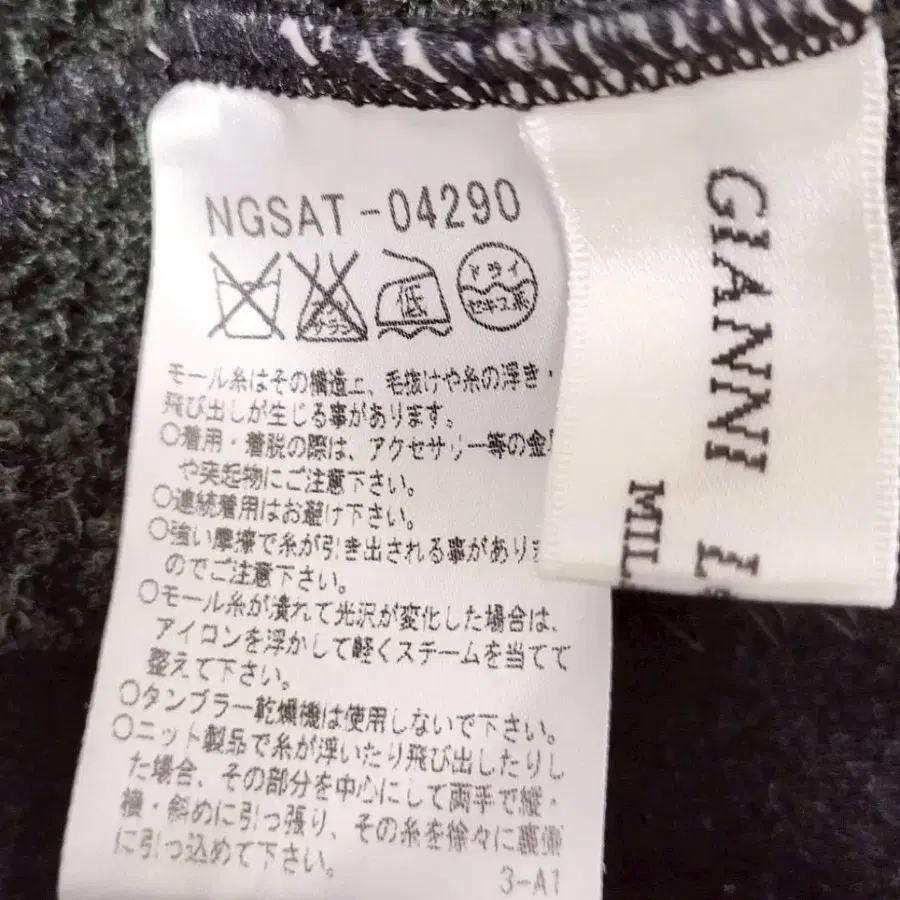 NGSAT-04290
エンソ サラシ
低
ドライ
セキユ系
モール糸はその構造上、毛抜けや糸の浮き・
飛び出しが生じる事があります。
○着用・着脱の際は、アクセサリー等の金
や突起物にご注意下さい。
○連続着用はお避け下さい。
○強い摩擦で糸が引き出される事がありま
のでご注意下さい。
○モール糸が潰れて光沢が変化した場合は、
アイロンを浮かして軽くスチームを当てて
整えて下さい。
○タンブラー乾燥機は使用しないで下さい。
○ニット製品で糸が浮いたり飛び出したりし
た場合、その部分を中心にして両手で縦・
横・斜めに引っ張り、その糸を徐々に裏側
に引っ込めて下さい。
3-A1
GIANNI L
MIL